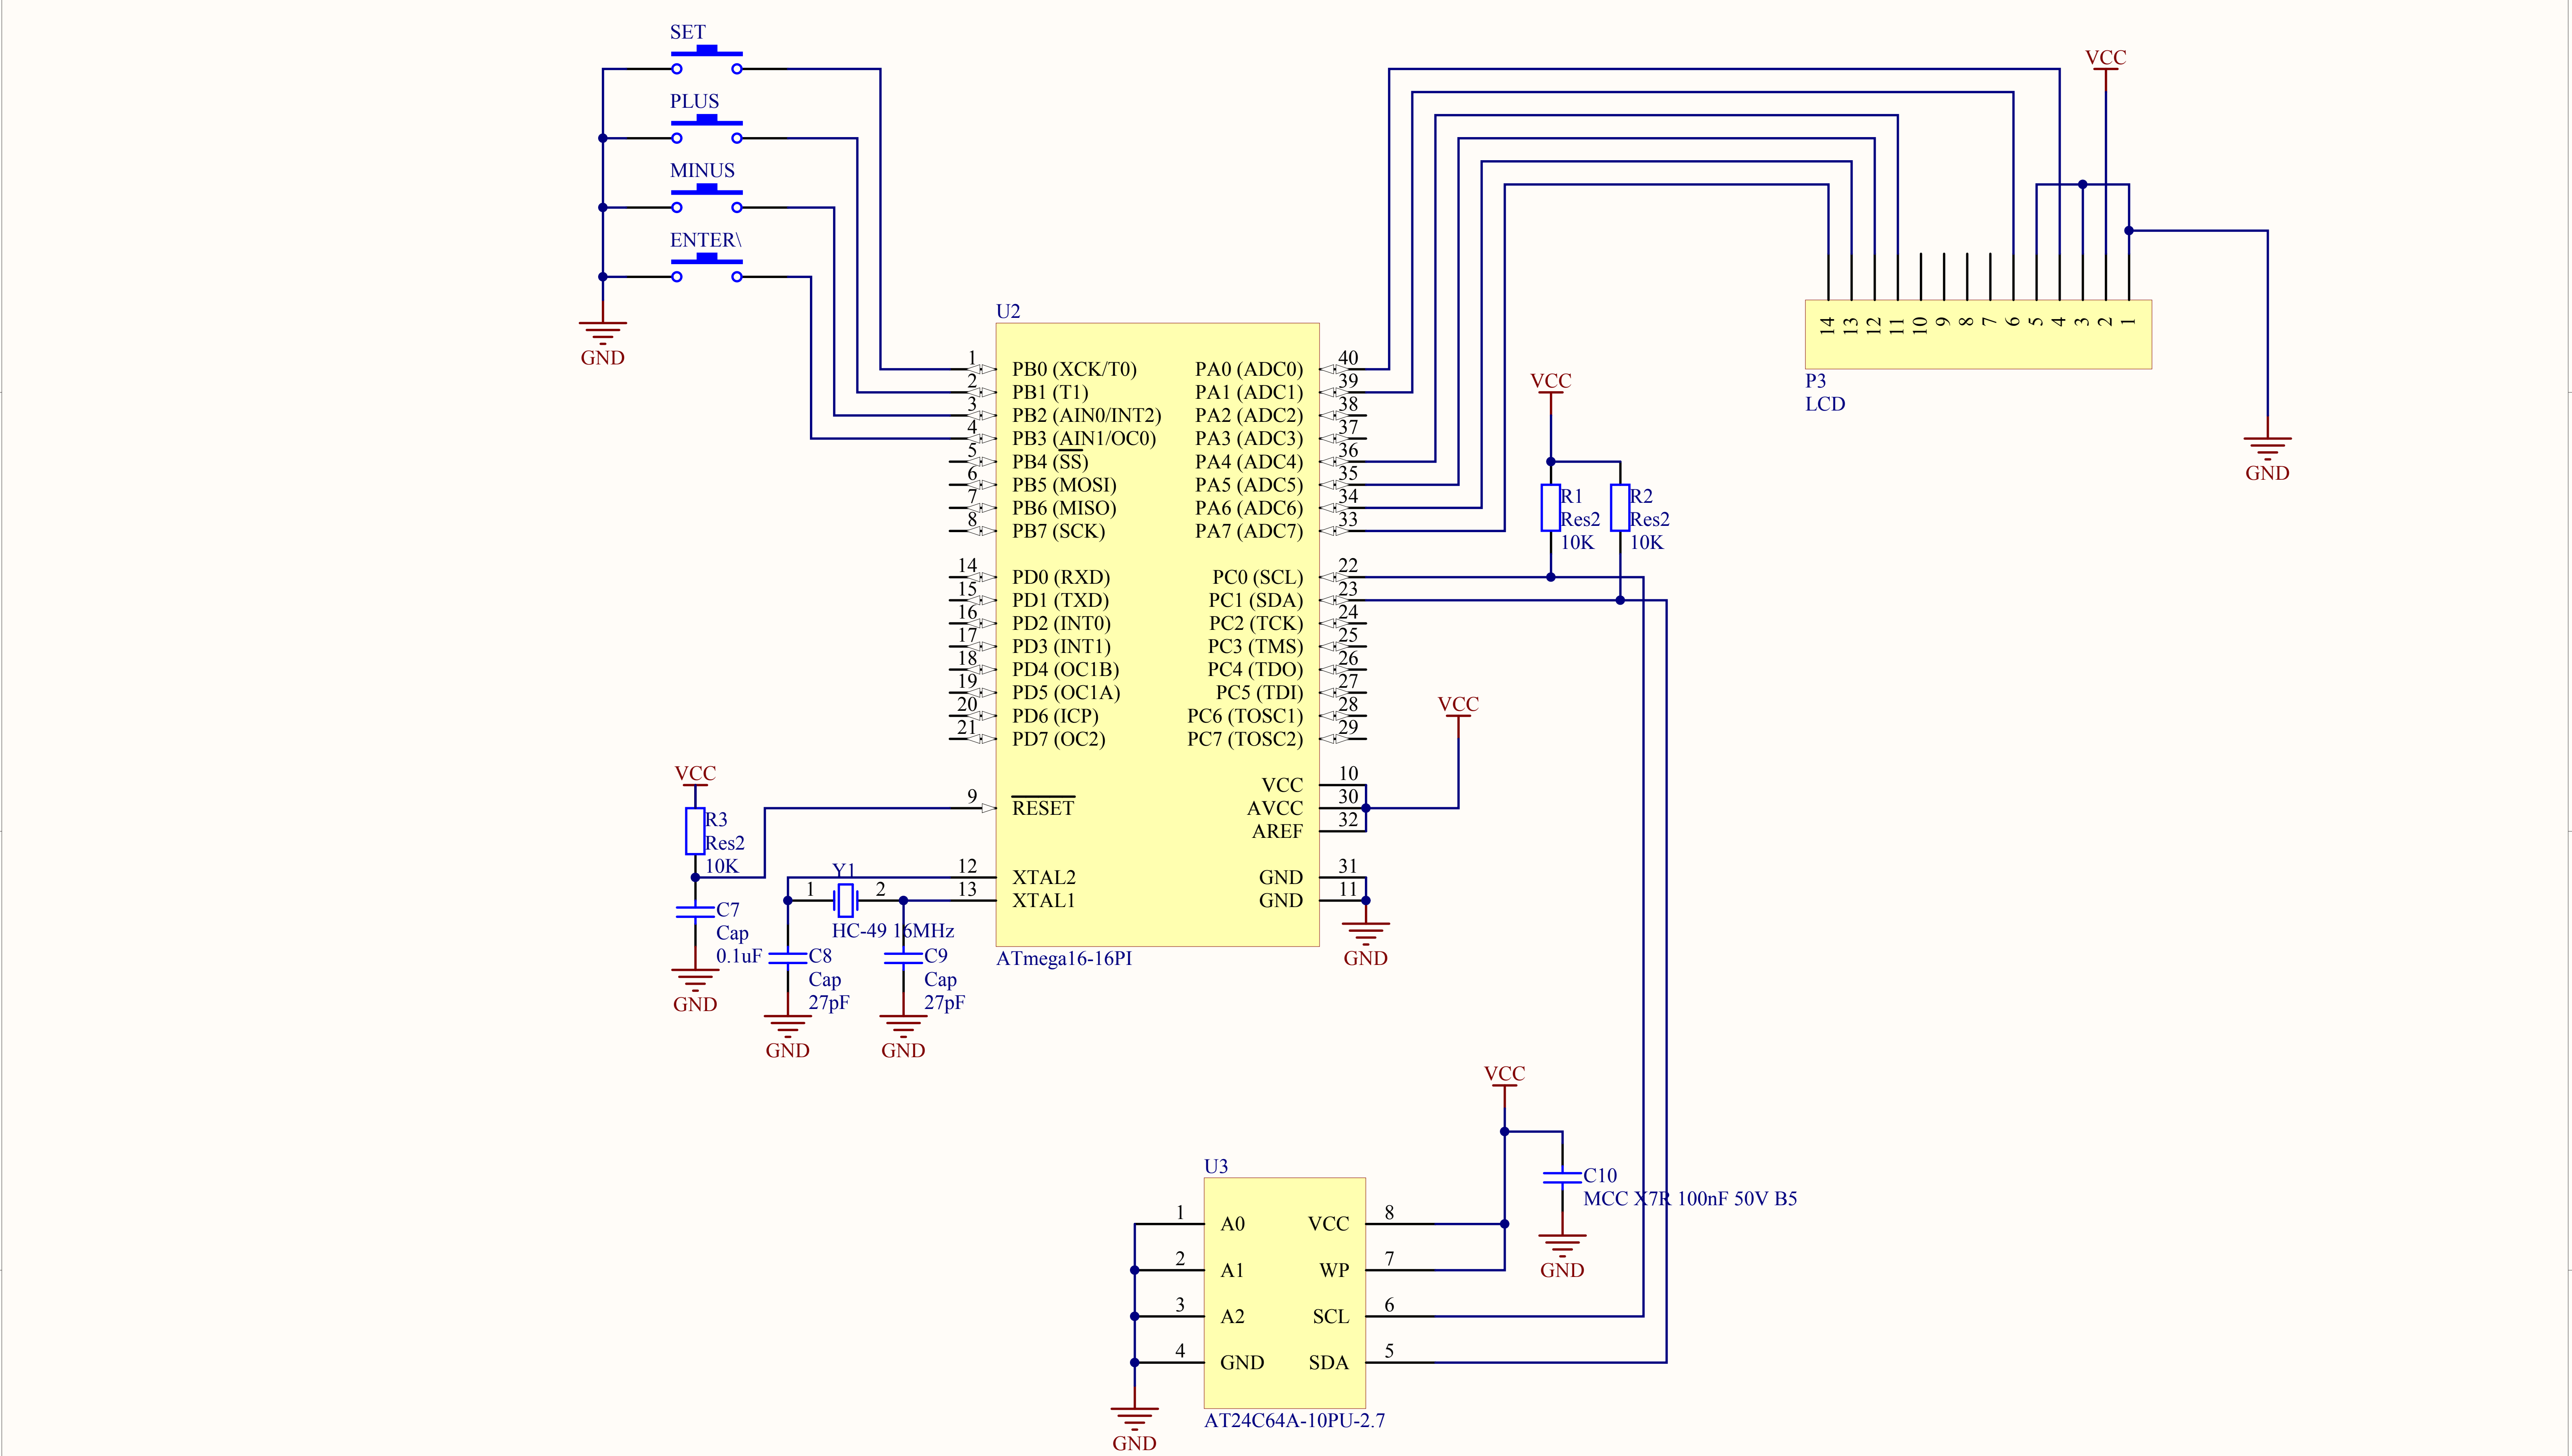 SET
PLUS
MINUS
ENTER\
GND
VCC
14 13 12 11 10 9 8 7 6 5 4 3 2 1
P3
LCD
GND
U2
1 PB0 (XCK/T0) PA0 (ADC0) 40
2 PB1 (T1) PA1 (ADC1) 39
3 PB2 (AIN0/INT2) PA2 (ADC2) 38
4 PB3 (AIN1/OC0) PA3 (ADC3) 37
5 PB4 (SS) PA4 (ADC4) 36
6 PB5 (MOSI) PA5 (ADC5) 35
7 PB6 (MISO) PA6 (ADC6) 34
8 PB7 (SCK) PA7 (ADC7) 33
14 PD0 (RXD) PC0 (SCL) 22
15 PD1 (TXD) PC1 (SDA) 23
16 PD2 (INT0) PC2 (TCK) 24
17 PD3 (INT1) PC3 (TMS) 25
18 PD4 (OC1B) PC4 (TDO) 26
19 PD5 (OC1A) PC5 (TDI) 27
20 PD6 (ICP) PC6 (TOSC1) 28
21 PD7 (OC2) PC7 (TOSC2) 29
VCC 10
9 RESET AVCC 30
AREF 32
12 XTAL2 GND 31
13 XTAL1 GND 11
ATmega16-16PI
GND
VCC
R1
Res2
10K
R2
Res2
10K
VCC
VCC
R3
Res2
10K
C7
Cap
0.1uF
GND
Y1
1 2
HC-49 16MHz
C8
Cap
27pF
GND
C9
Cap
27pF
GND
VCC
C10
MCC X7R 100nF 50V B5
GND
U3
1 A0 VCC 8
2 A1 WP 7
3 A2 SCL 6
4 GND SDA 5
AT24C64A-10PU-2.7
GND